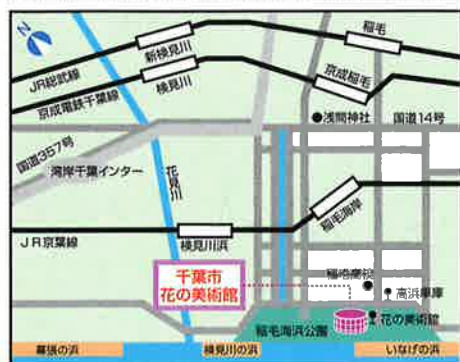 新検見川
稲毛
JR総武線
検見川
京成稲毛
京成電鉄千葉線
浅間神社
国道14号
国道357号
湾岸千葉インター
花見川
稲毛海岸
JR京葉線
検見川浜
千葉市
花の美術館
稲毛高校
高浜車庫
花の美術館
稲毛海浜公園
幕張の浜
検見川の浜
いなげの浜